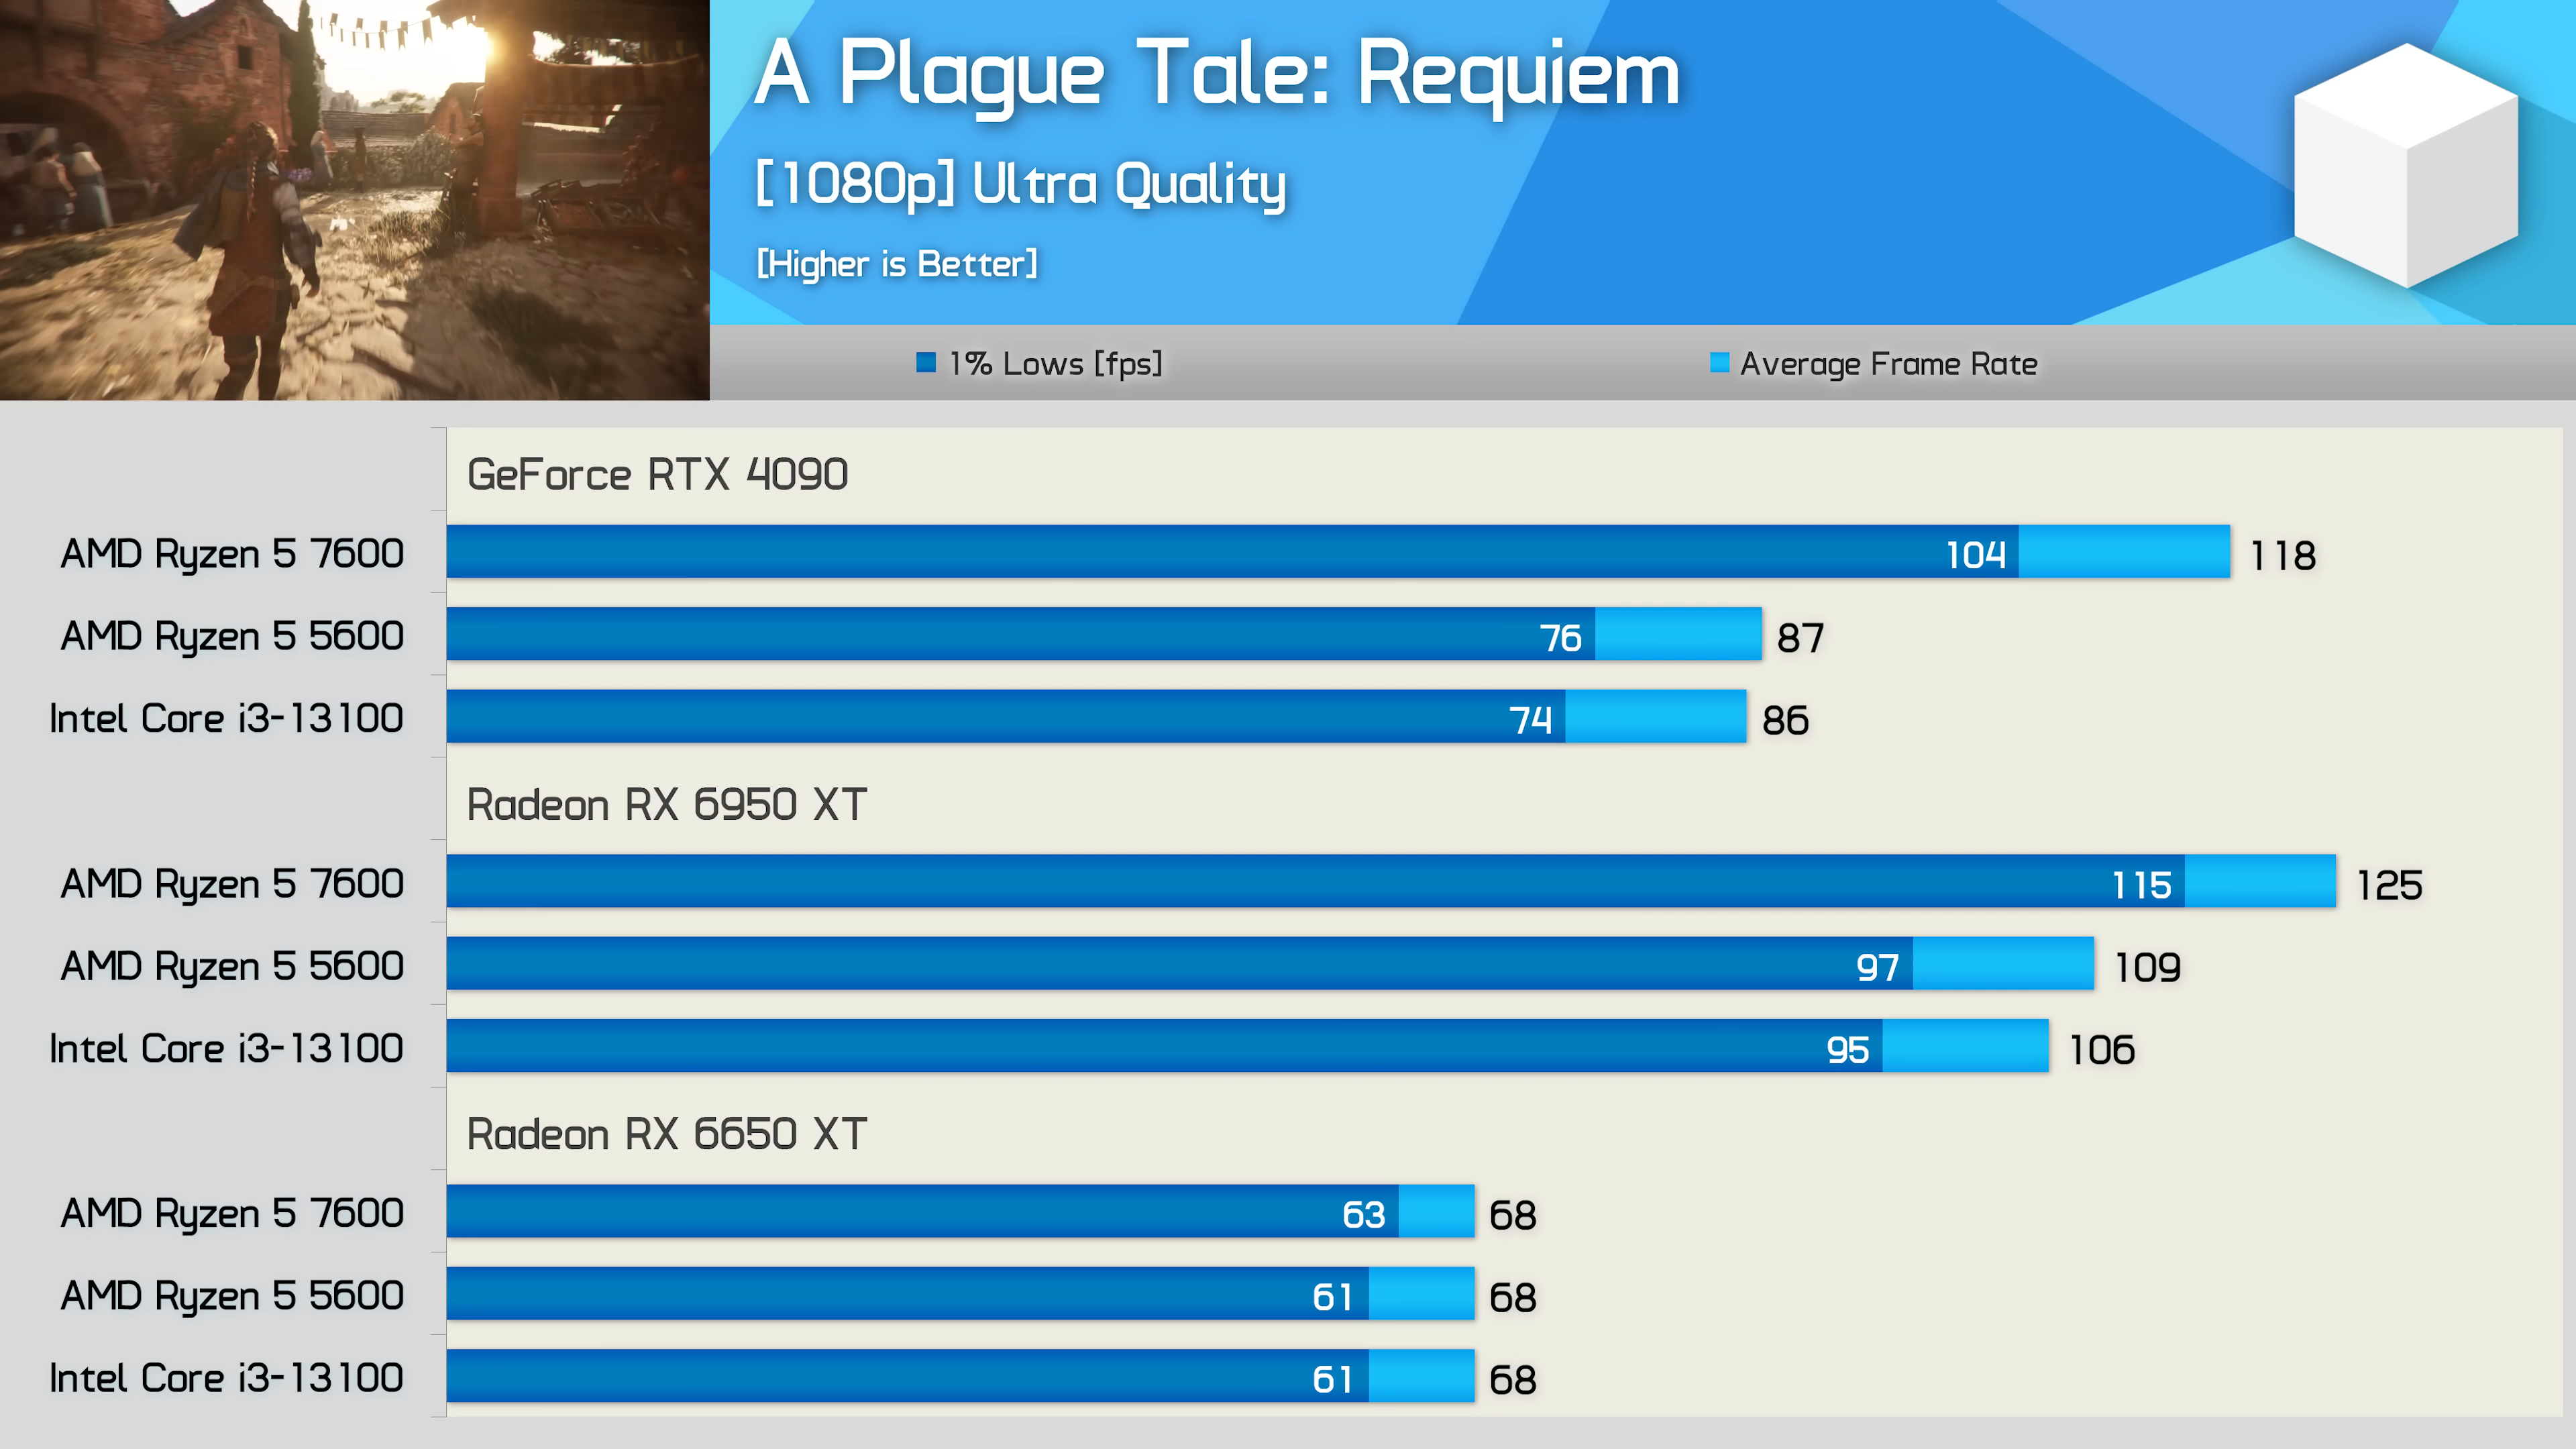 A Plague Tale: Requiem
[1080p] Ultra Quality
[Higher is Better]
1% Lows [fps] Average Frame Rate
GeForce RTX 4090
AMD Ryzen 5 7600 104 118
AMD Ryzen 5 5600 76 87
Intel Core i3-13100 74 86
Radeon RX 6950 XT
AMD Ryzen 5 7600 115 125
AMD Ryzen 5 5600 97 109
Intel Core i3-13100 95 106
Radeon RX 6650 XT
AMD Ryzen 5 7600 63 68
AMD Ryzen 5 5600 61 68
Intel Core i3-13100 61 68